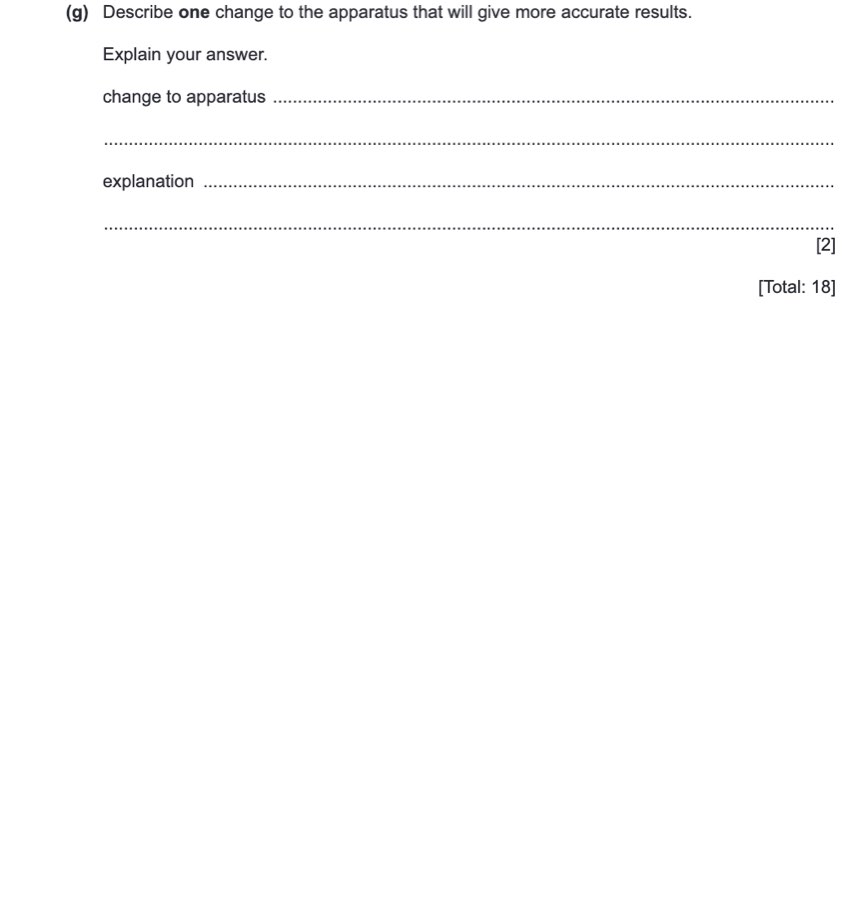 (g) Describe one change to the apparatus that will give more accurate results.
Explain your answer.
change to apparatus ................................................................................
................................................................................
explanation ................................................................................
................................................................................
[2]
[Total: 18]